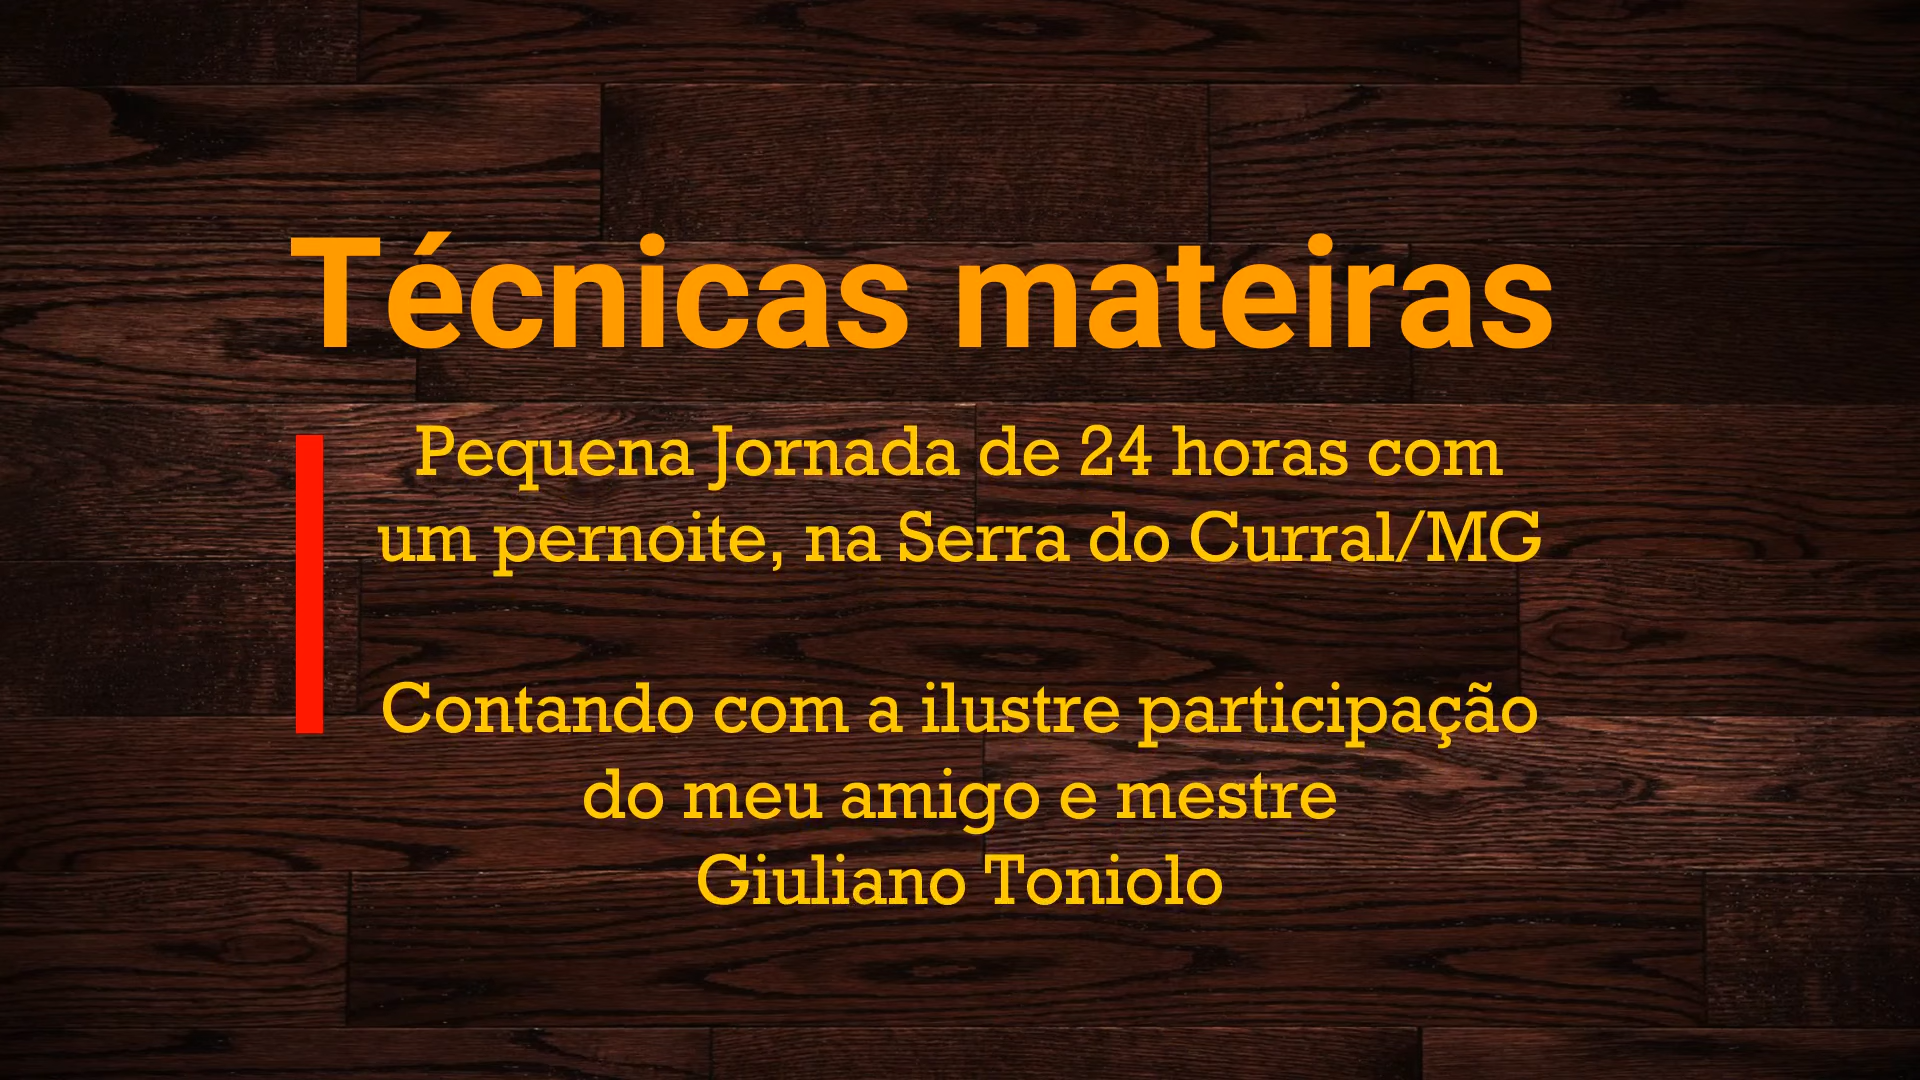 Técnicas mateiras
Pequena Jornada de 24 horas com
um pernoite, na Serra do Curral/MG
Contando com a ilustre participação
do meu amigo e mestre
Giuliano Toniolo